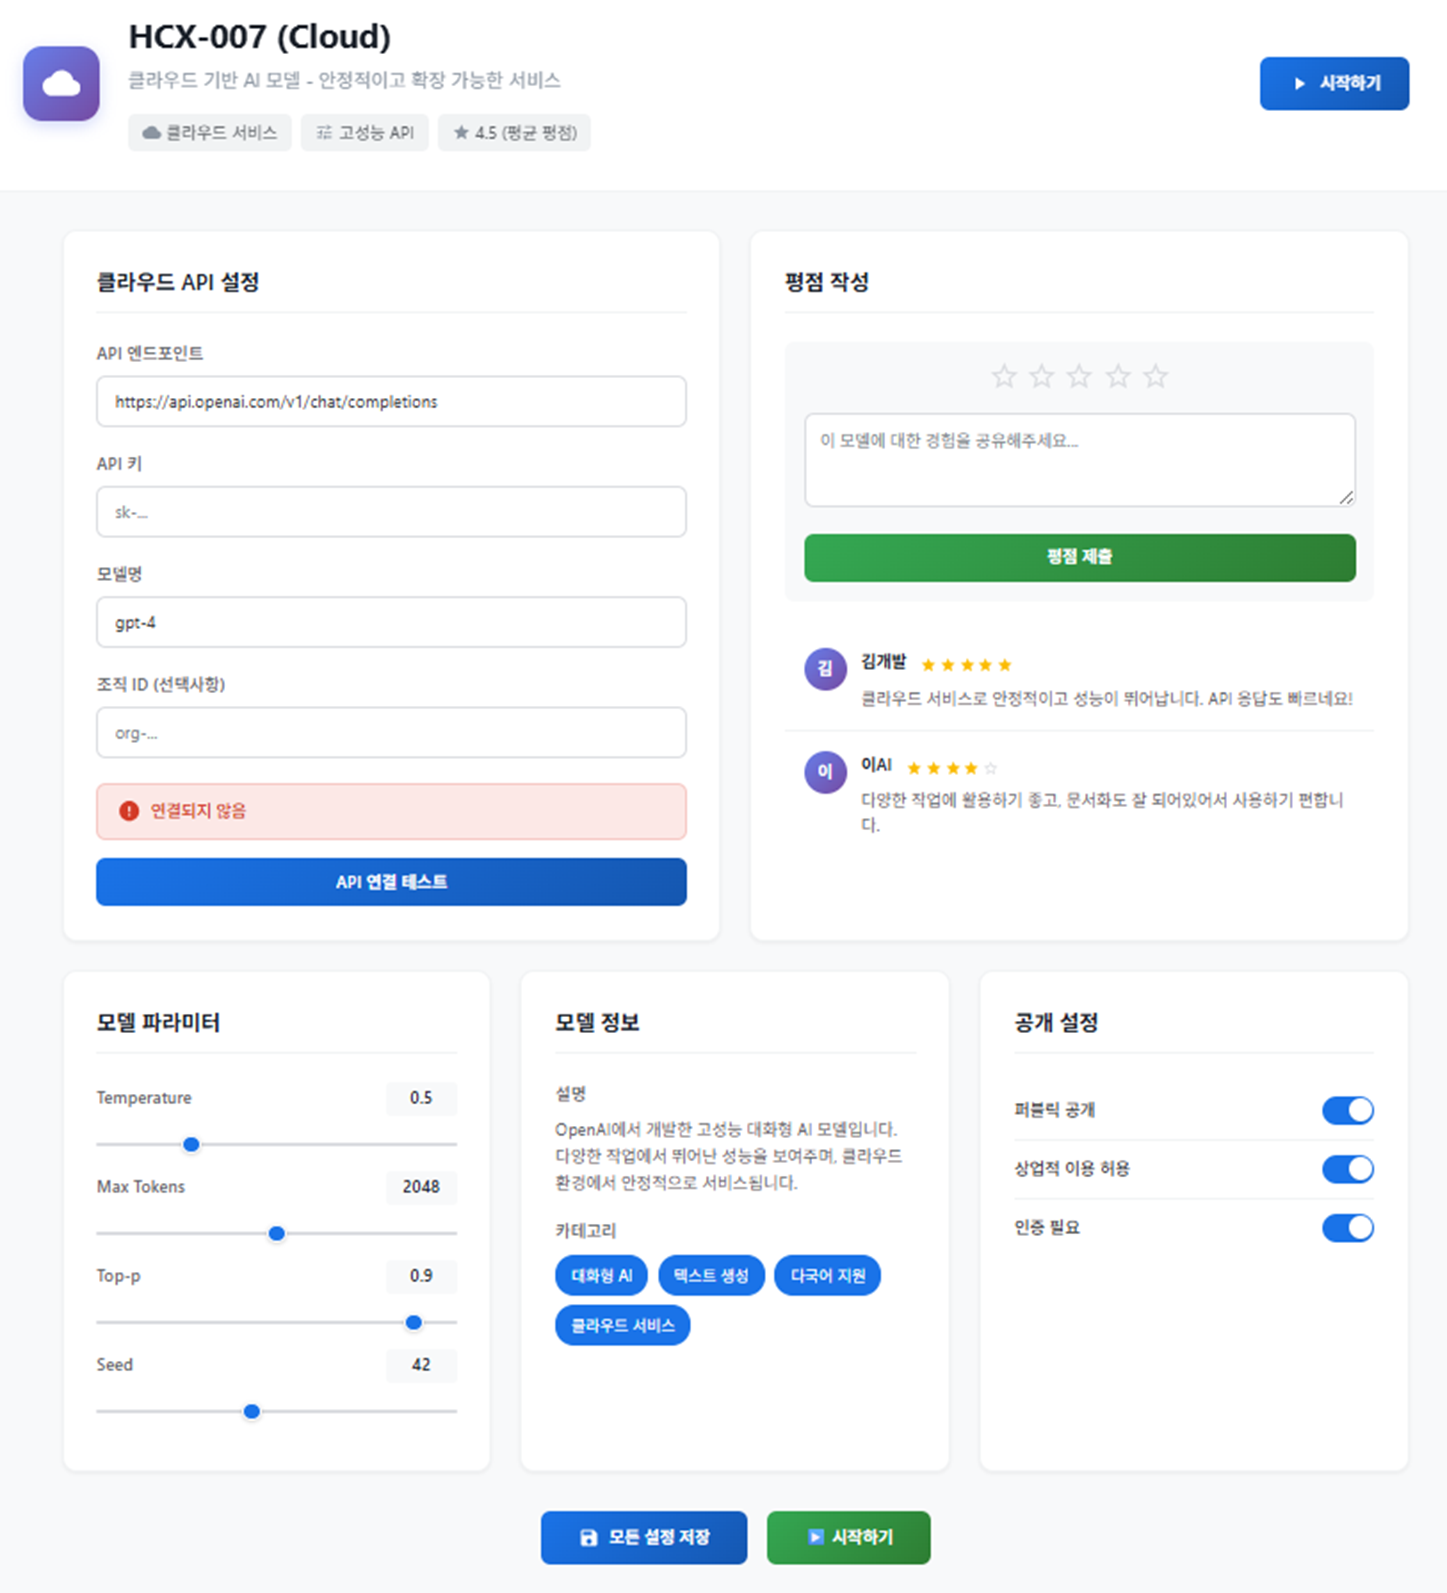 HCX-007 (Cloud)
클라우드 기반 AI 모델 - 안정적이고 확장 가능한 서비스
클라우드 서비스
고성능 API
4.5 (평균 평점)
시작하기
클라우드 API 설정
API 엔드포인트
https://api.openai.com/v1/chat/completions
API 키
sk-...
모델명
gpt-4
조직 ID (선택사항)
org-...
연결되지 않음
API 연결 테스트
평점 작성
이 모델에 대한 경험을 공유해주세요...
평점 제출
김
김개발
클라우드 서비스로 안정적이고 성능이 뛰어납니다. API 응답도 빠르네요!
이
이AI
다양한 작업에 활용하기 좋고, 문서화도 잘 되어있어서 사용하기 편합니
다.
모델 파라미터
Temperature
0.5
Max Tokens
2048
Top-p
0.9
Seed
42
모델 정보
설명
OpenAI에서 개발한 고성능 대화형 AI 모델입니다.
다양한 작업에서 뛰어난 성능을 보여주며, 클라우드
환경에서 안정적으로 서비스됩니다.
카테고리
대화형 AI
텍스트 생성
다국어 지원
클라우드 서비스
공개 설정
퍼블릭 공개
상업적 이용 허용
인증 필요
모든 설정 저장
시작하기